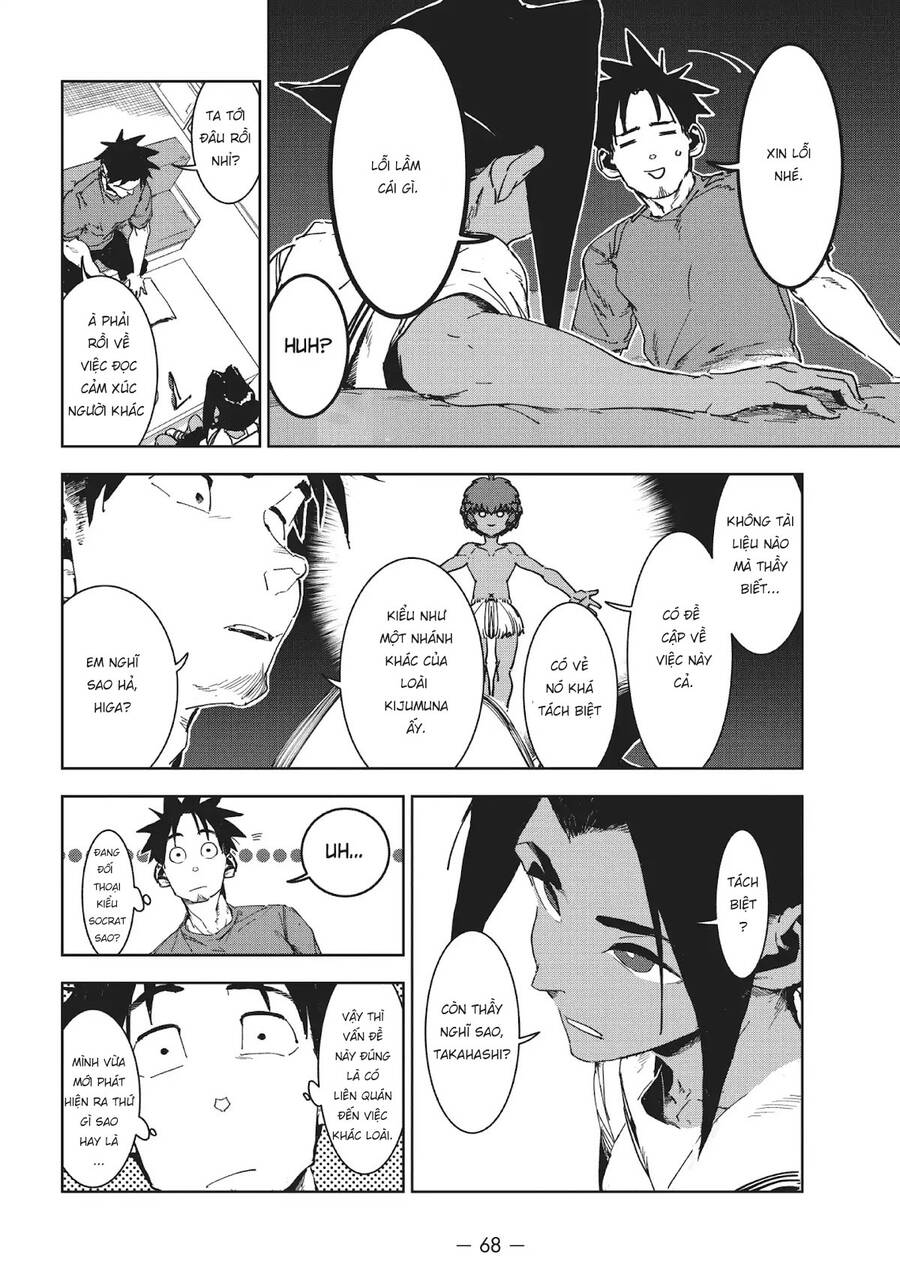 XIN LỖI
NHÉ.
LỖI LẦM
CÁI GÌ.
HUH?
TA TỚI
ĐÂU RỒI
NHỈ?
À PHẢI
RỒI VỀ
VIỆC ĐỌC
CẢM XÚC
NGƯỜI KHÁC
KHÔNG TÀI
LIỆU NÀO
MÀ THẦY
BIẾT...
CÓ ĐỀ
CẬP VỀ
VIỆC NÀY
CẢ.
CÓ VẺ
NÓ KHÁ
TÁCH BIỆT
KIỂU NHƯ
MỘT NHÁNH
KHÁC CỦA
LOÀI
KIJUMUNA
ẤY.
EM NGHĨ
SAO HẢ,
HIGA?
TÁCH
BIỆT
?
CÒN THẦY
NGHĨ SAO,
TAKAHASHI?
UH...
ĐANG
ĐỐI
THOẠI
KIỂU
SOCRAT
SAO?
VẬY THÌ
VẤN ĐỀ
NÀY ĐÚNG
LÀ CÓ
LIÊN QUÁN
ĐẾN VIỆC
KHÁC LOÀI.
MÌNH VỪA
MỚI PHÁT
HIỆN RA THỨ
GÌ SAO
HAY LÀ
...
— 68 —